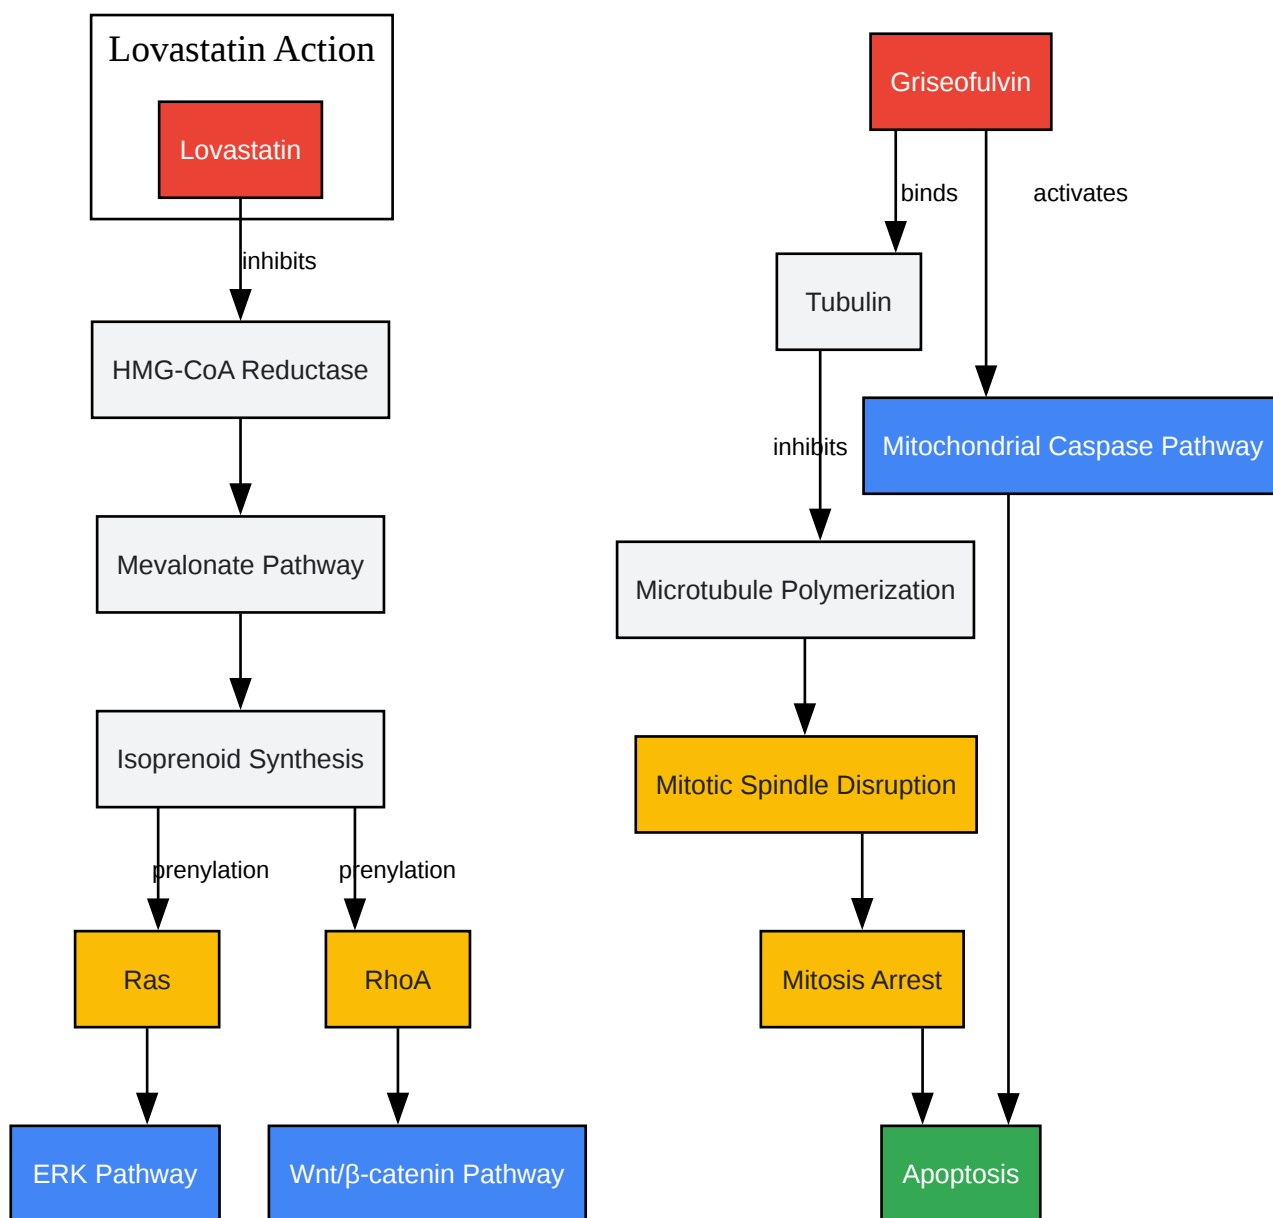 Lovastatin Action
Lovastatin
inhibits
HMG-CoA Reductase
Mevalonate Pathway
Isoprenoid Synthesis
prenylation
prenylation
Ras
RhoA
ERK Pathway
Wnt/β-catenin Pathway
Griseofulvin
binds
activates
Tubulin
inhibits
Mitochondrial Caspase Pathway
Microtubule Polymerization
Mitotic Spindle Disruption
Mitosis Arrest
Apoptosis